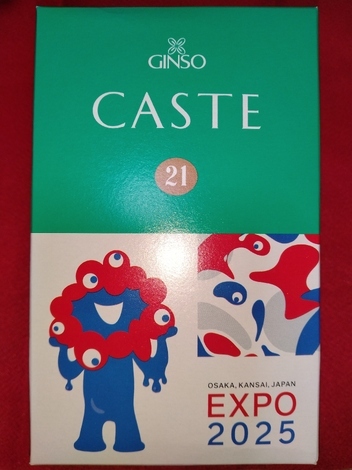 GINSO
CASTE
21
OSAKA, KANSAI, JAPAN
EXPO
2025